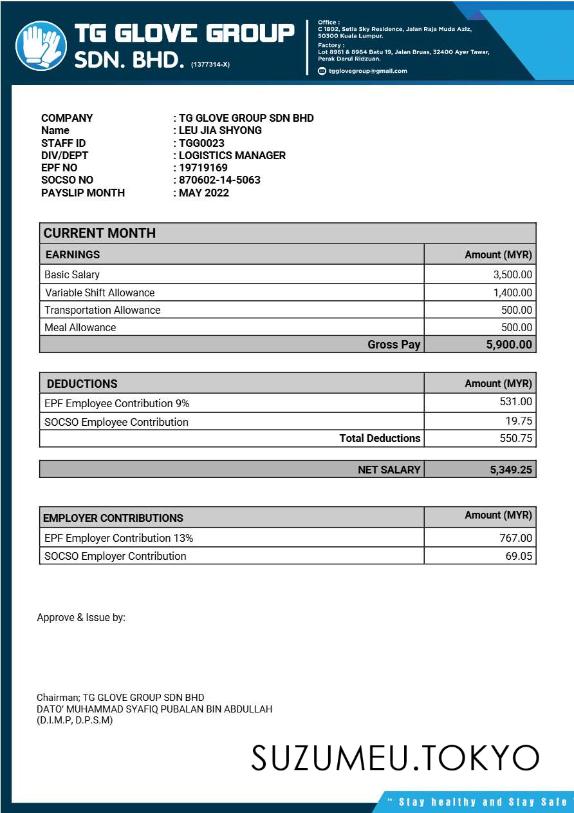 TG GLOVE GROUP
SDN. BHD. (1377314-X)
Office :
C 1802, Setia Sky Residence, Jalan Raja Muda Aziz,
50300 Kuala Lumpur.
Factory :
Lot 8951 & 8954 Batu 19, Jalan Bruas, 32400 Ayer Tawar,
Perak Darul Ridzuan.
tgglovegroup@gmail.com
COMPANY : TG GLOVE GROUP SDN BHD
Name : LEU JIA SHYONG
STAFF ID : TGG0023
DIV/DEPT : LOGISTICS MANAGER
EPF NO : 19719169
SOCSO NO : 870602-14-5063
PAYSLIP MONTH : MAY 2022
CURRENT MONTH
EARNINGS Amount (MYR)
Basic Salary 3,500.00
Variable Shift Allowance 1,400.00
Transportation Allowance 500.00
Meal Allowance 500.00
Gross Pay 5,900.00
DEDUCTIONS Amount (MYR)
EPF Employee Contribution 9% 531.00
SOCSO Employee Contribution 19.75
Total Deductions 550.75
NET SALARY 5,349.25
EMPLOYER CONTRIBUTIONS Amount (MYR)
EPF Employer Contribution 13% 767.00
SOCSO Employer Contribution 69.05
Approve & Issue by:
Chairman; TG GLOVE GROUP SDN BHD
DATO' MUHAMMAD SYAFIQ PUBALAN BIN ABDULLAH
(D.I.M.P, D.P.S.M)
SUZUMEU.TOKYO
" Stay healthy and Stay Safe